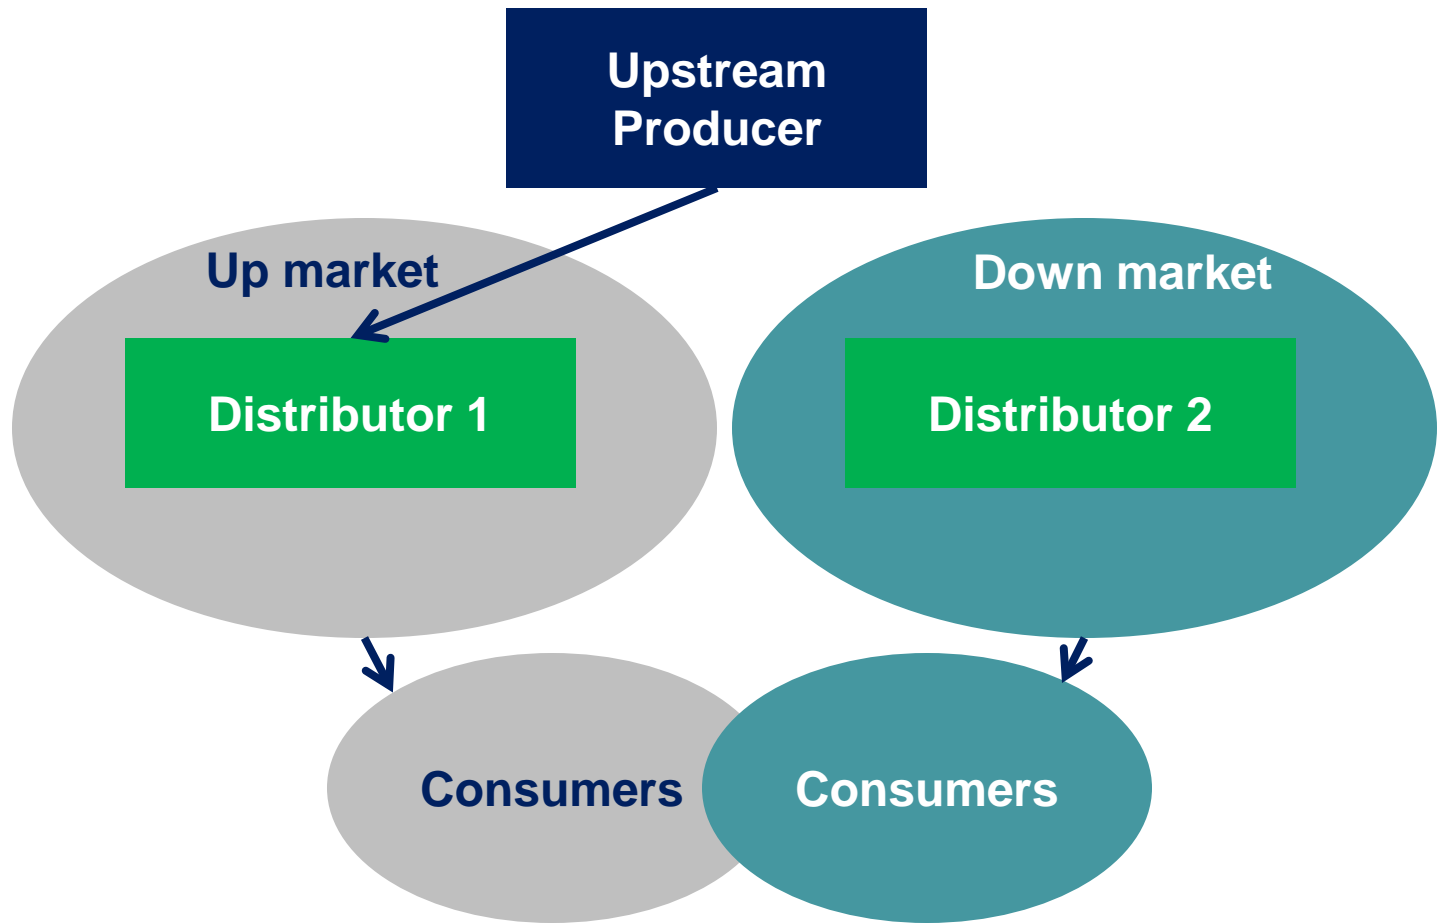 Upstream
Producer
Up market
Down market
Distributor 1
Distributor 2
Consumers
Consumers